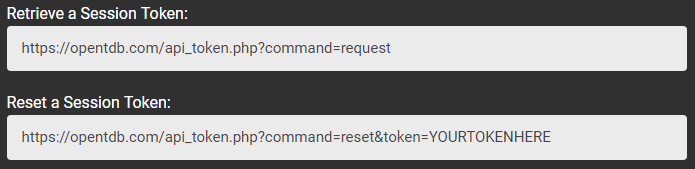 Retrieve a Session Token:
https://opentdb.com/api_token.php?command=request
Reset a Session Token:
https://opentdb.com/api_token.php?command=reset&token=YOURTOKENHERE